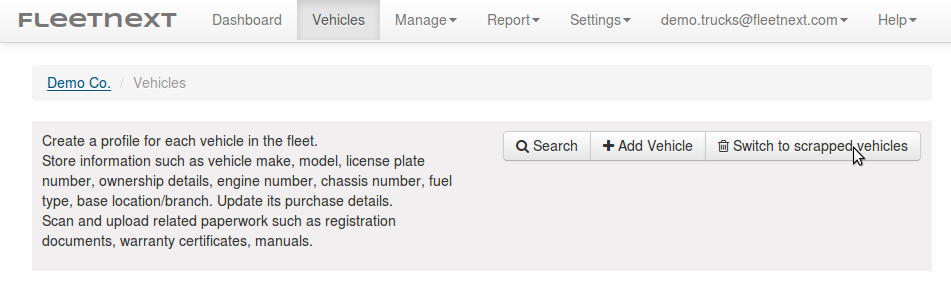 FLeeTNexT Dashboard Vehicles Manage Report Settings demo.trucks@fleetnext.com Help
Demo Co. / Vehicles
Create a profile for each vehicle in the fleet.
Store information such as vehicle make, model, license plate
number, ownership details, engine number, chassis number, fuel
type, base location/branch. Update its purchase details.
Scan and upload related paperwork such as registration
documents, warranty certificates, manuals.
Search Add Vehicle Switch to scrapped vehicles